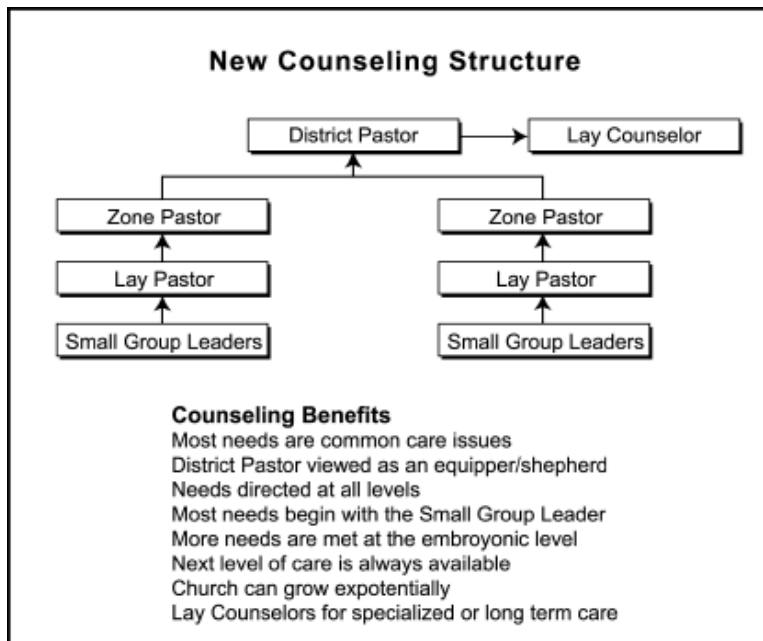 New Counseling Structure
District Pastor
Lay Counselor
Zone Pastor
Zone Pastor
Lay Pastor
Lay Pastor
Small Group Leaders
Small Group Leaders
Counseling Benefits
Most needs are common care issues
District Pastor viewed as an equipper/shepherd
Needs directed at all levels
Most needs begin with the Small Group Leader
More needs are met at the embroyonic level
Next level of care is always available
Church can grow expotentially
Lay Counselors for specialized or long term care